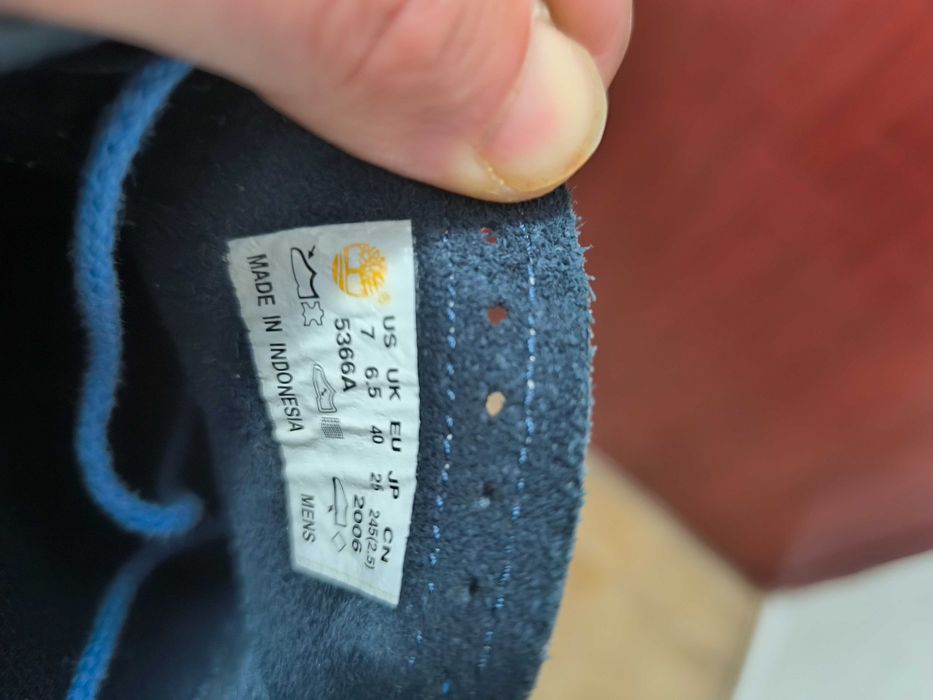 US UK EU JP CN
7 6.5 40 25 245(2.5)
5366A 2006
MADE IN INDONESIA MENS